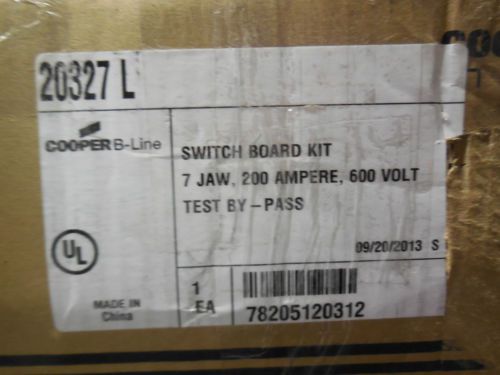 20327 L
COOPER B-Line
SWITCH BOARD KIT
7 JAW, 200 AMPERE, 600 VOLT
TEST BY-PASS
UL
09/20/2013 S
MADE IN
China
1
EA
78205120312